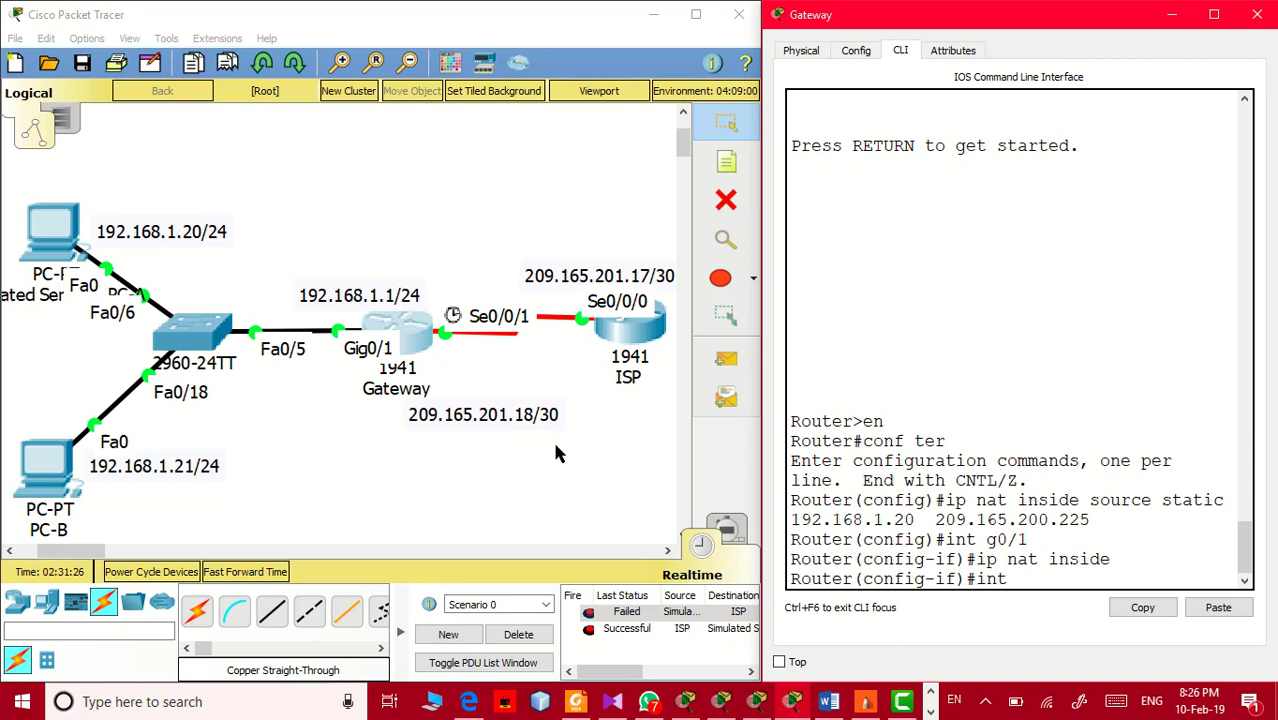 Cisco Packet Tracer
File Edit Options View Tools Extensions Help
Logical
Back
[Root]
New Cluster
Move Object
Set Tiled Background
Viewport
Environment: 04:09:00
192.168.1.20/24
PC-
Fa0
Fa0/6
192.168.1.1/24
209.165.201.17/30
Se0/0/0
Se0/0/1
Fa0/5
Gig0/1
2960-24TT
1941
Gateway
1941
ISP
Fa0/18
209.165.201.18/30
Fa0
192.168.1.21/24
PC-PT
PC-B
Time: 02:31:26
Power Cycle Devices
Fast Forward Time
Realtime
Scenario 0
New
Delete
Toggle PDU List Window
Fire Last Status Source Destination
Failed Simula... ISP
Successful ISP Simulated S
Copper Straight-Through
Gateway
Physical Config CLI Attributes
IOS Command Line Interface
Press RETURN to get started.
Router>en
Router#conf ter
Enter configuration commands, one per
line.  End with CNTL/Z.
Router(config)#ip nat inside source static
192.168.1.20  209.165.200.225
Router(config)#int g0/1
Router(config-if)#ip nat inside
Router(config-if)#int
Ctrl+F6 to exit CLI focus
Copy
Paste
Top
Type here to search
EN
ENG
8:26 PM
10-Feb-19